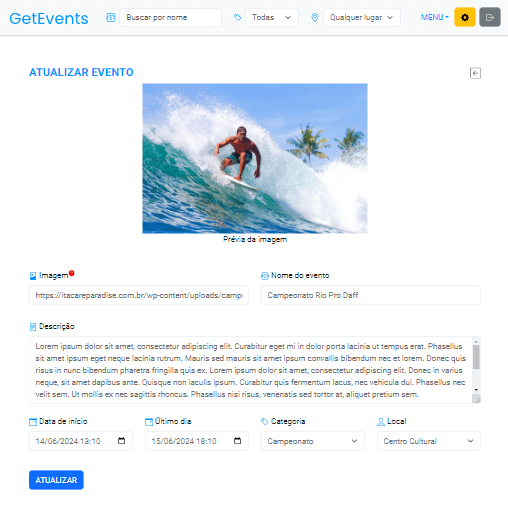 GetEvents
Buscar por nome
Todas
Qualquer lugar
MENU
ATUALIZAR EVENTO
Prévia da imagem
Imagem
Nome do evento
https://itacareparadise.com.br/wp-content/uploads/camp
Campeonato Rio Pro Daff
Descrição
Lorem ipsum dolor sit amet, consectetur adipiscing elit. Curabitur eget mi in dolor porta lacinia ut tempus erat. Phasellus
sit amet ipsum eget neque lacinia rutrum. Mauris sed mauris sit amet ipsum convallis bibendum nec et lorem. Donec quis
risus in nunc bibendum pharetra fringilla quis ex. Lorem ipsum dolor sit amet, consectetur adipiscing elit. Donec in varius
neque, sit amet dapibus ante. Quisque non iaculis ipsum. Curabitur quis fermentum lacus, nec vehicula dui. Phasellus nec
velit sem. Ut mollis ex nec sagittis rhoncus. Phasellus nisi risus, venenatis sed tortor at, aliquet pretium sem.
Data de início
Último dia
Categoria
Local
14/06/2024 13:10
15/06/2024 18:10
Campeonato
Centro Cultural
ATUALIZAR